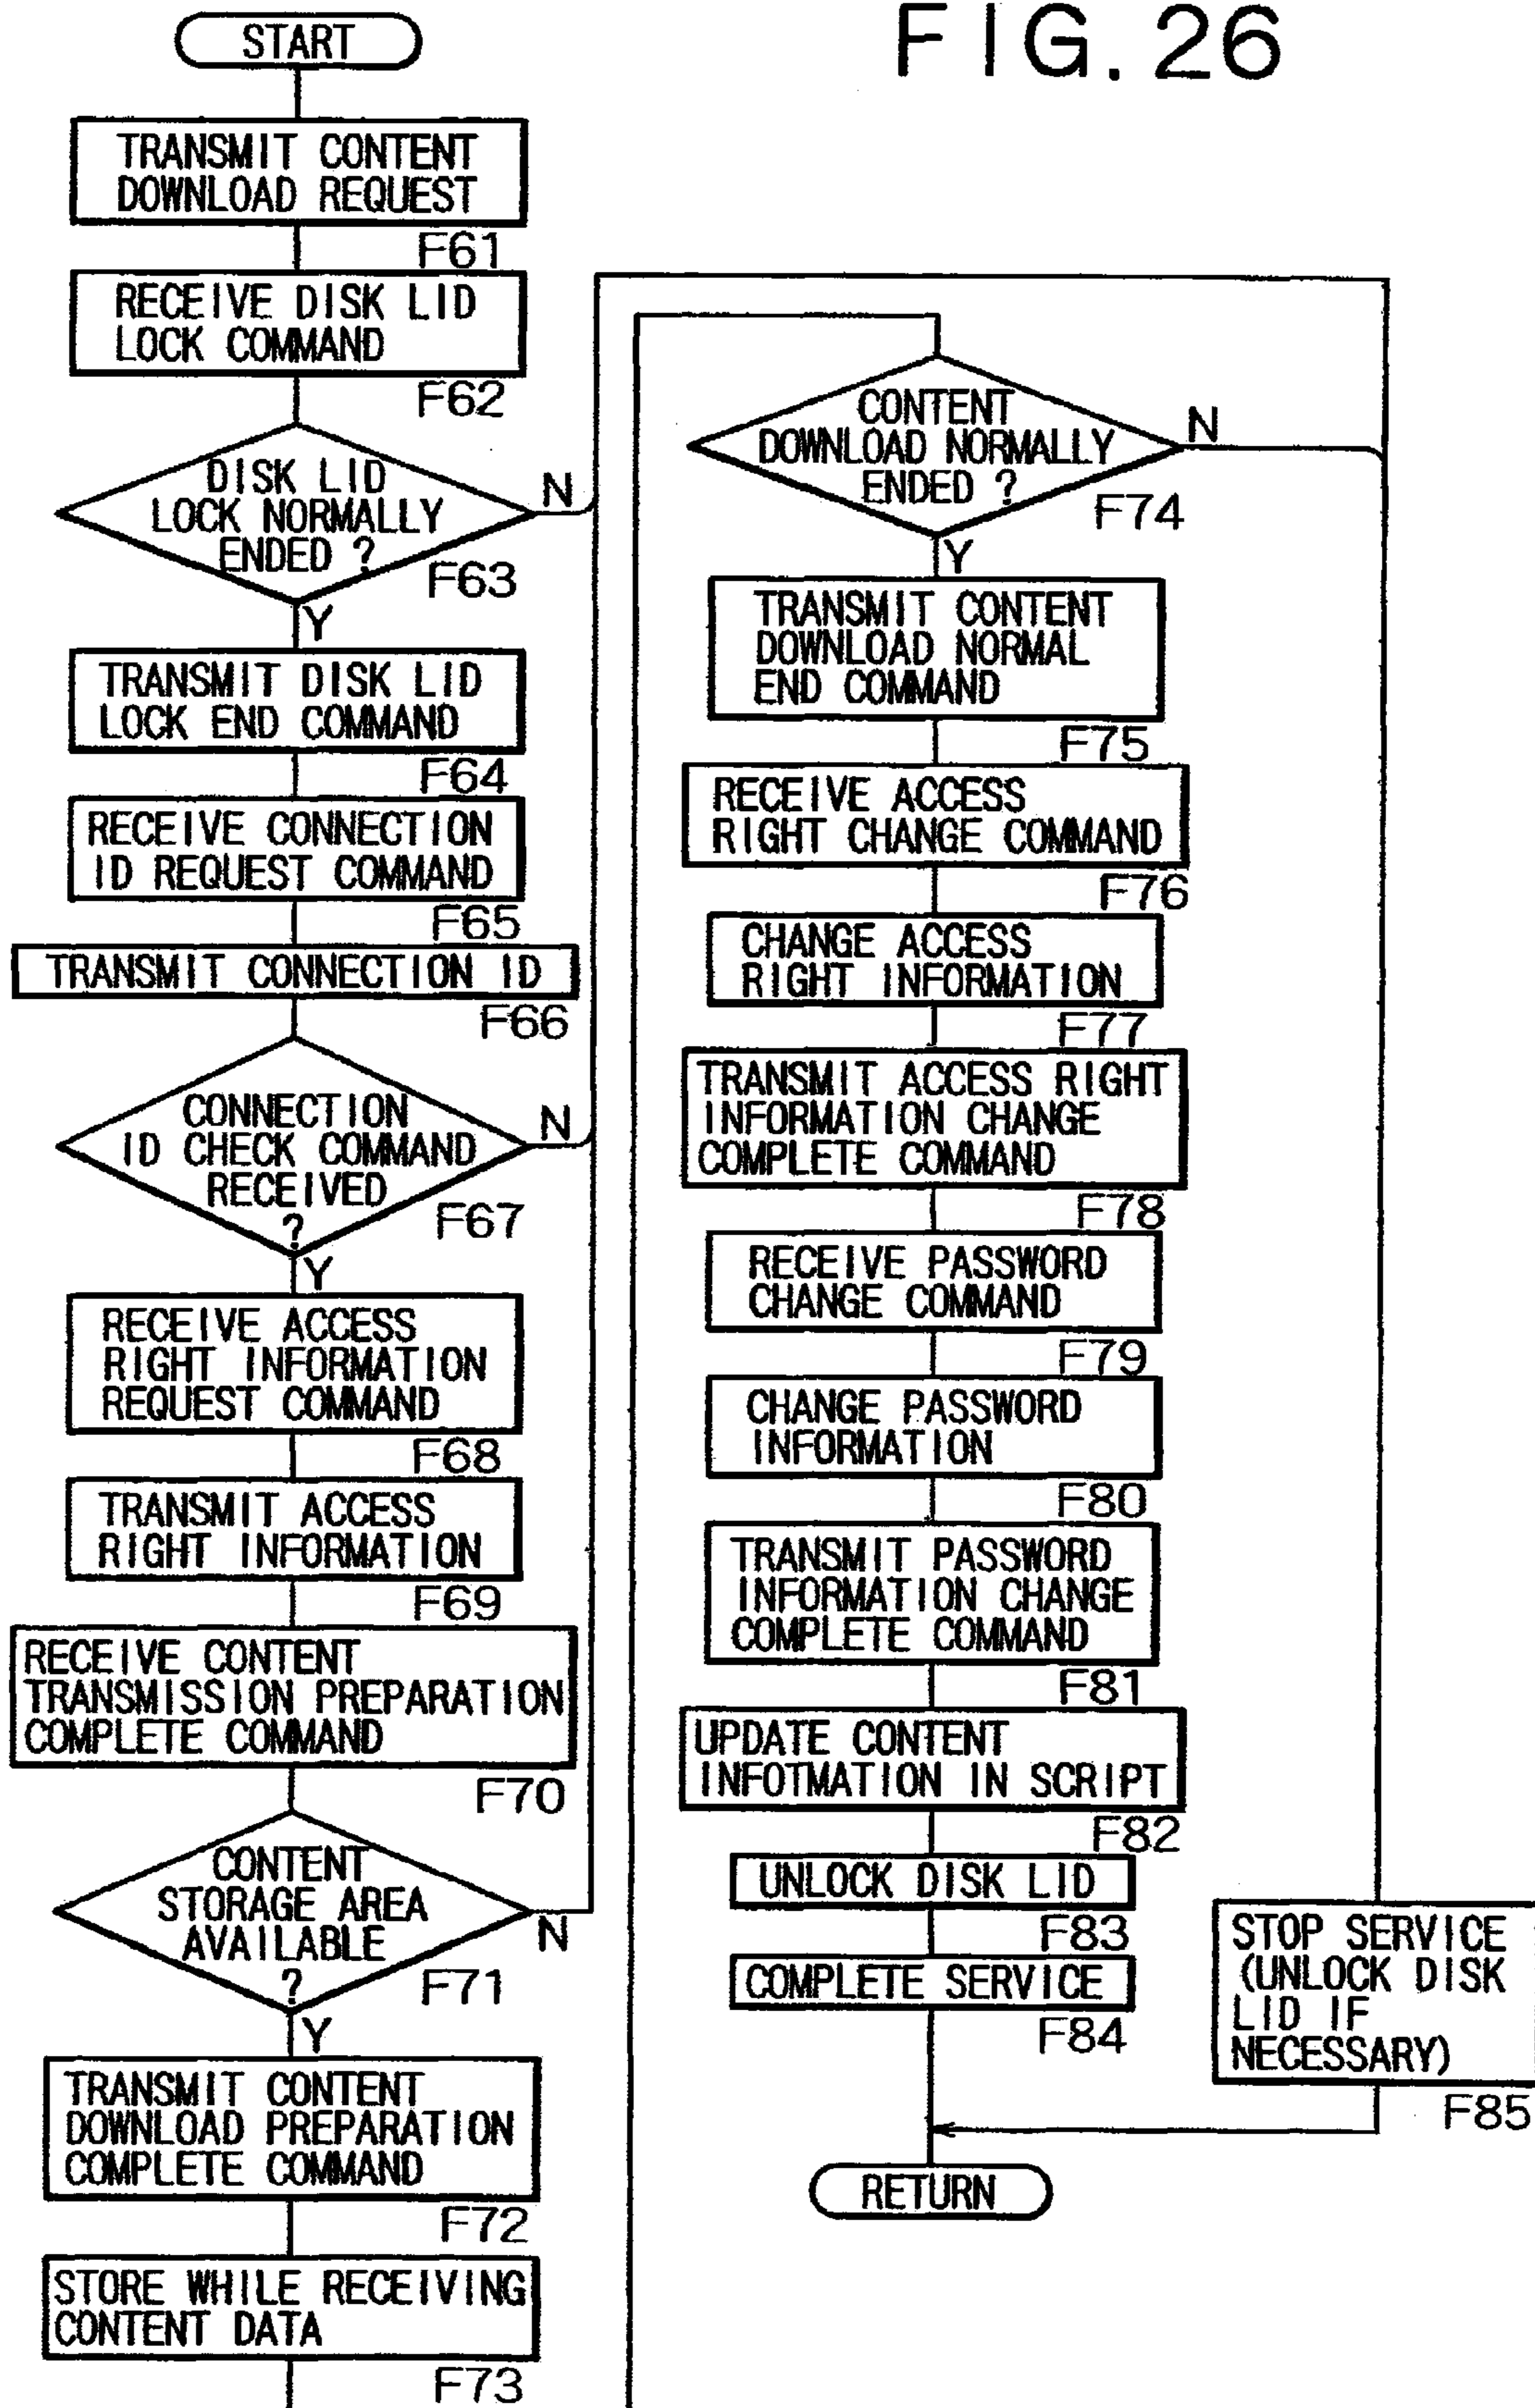 FIG. 26
START
TRANSMIT CONTENT
DOWNLOAD REQUEST
F61
RECEIVE DISK LID
LOCK COMMAND
F62
DISK LID
LOCK NORMALLY
ENDED ?
N
F63
Y
TRANSMIT DISK LID
LOCK END COMMAND
F64
RECEIVE CONNECTION
ID REQUEST COMMAND
F65
TRANSMIT CONNECTION ID
F66
CONNECTION
ID CHECK COMMAND
RECEIVED
?
N
F67
Y
RECEIVE ACCESS
RIGHT INFORMATION
REQUEST COMMAND
F68
TRANSMIT ACCESS
RIGHT INFORMATION
F69
RECEIVE CONTENT
TRANSMISSION PREPARATION
COMPLETE COMMAND
F70
CONTENT
STORAGE AREA
AVAILABLE
?
N
F71
Y
TRANSMIT CONTENT
DOWNLOAD PREPARATION
COMPLETE COMMAND
F72
STORE WHILE RECEIVING
CONTENT DATA
F73
CONTENT
DOWNLOAD NORMALLY
ENDED ?
N
F74
Y
TRANSMIT CONTENT
DOWNLOAD NORMAL
END COMMAND
F75
RECEIVE ACCESS
RIGHT CHANGE COMMAND
F76
CHANGE ACCESS
RIGHT INFORMATION
F77
TRANSMIT ACCESS RIGHT
INFORMATION CHANGE
COMPLETE COMMAND
F78
RECEIVE PASSWORD
CHANGE COMMAND
F79
CHANGE PASSWORD
INFORMATION
F80
TRANSMIT PASSWORD
INFORMATION CHANGE
COMPLETE COMMAND
F81
UPDATE CONTENT
INFOTMATION IN SCRIPT
F82
UNLOCK DISK LID
F83
COMPLETE SERVICE
F84
STOP SERVICE
(UNLOCK DISK
LID IF
NECESSARY)
F85
RETURN